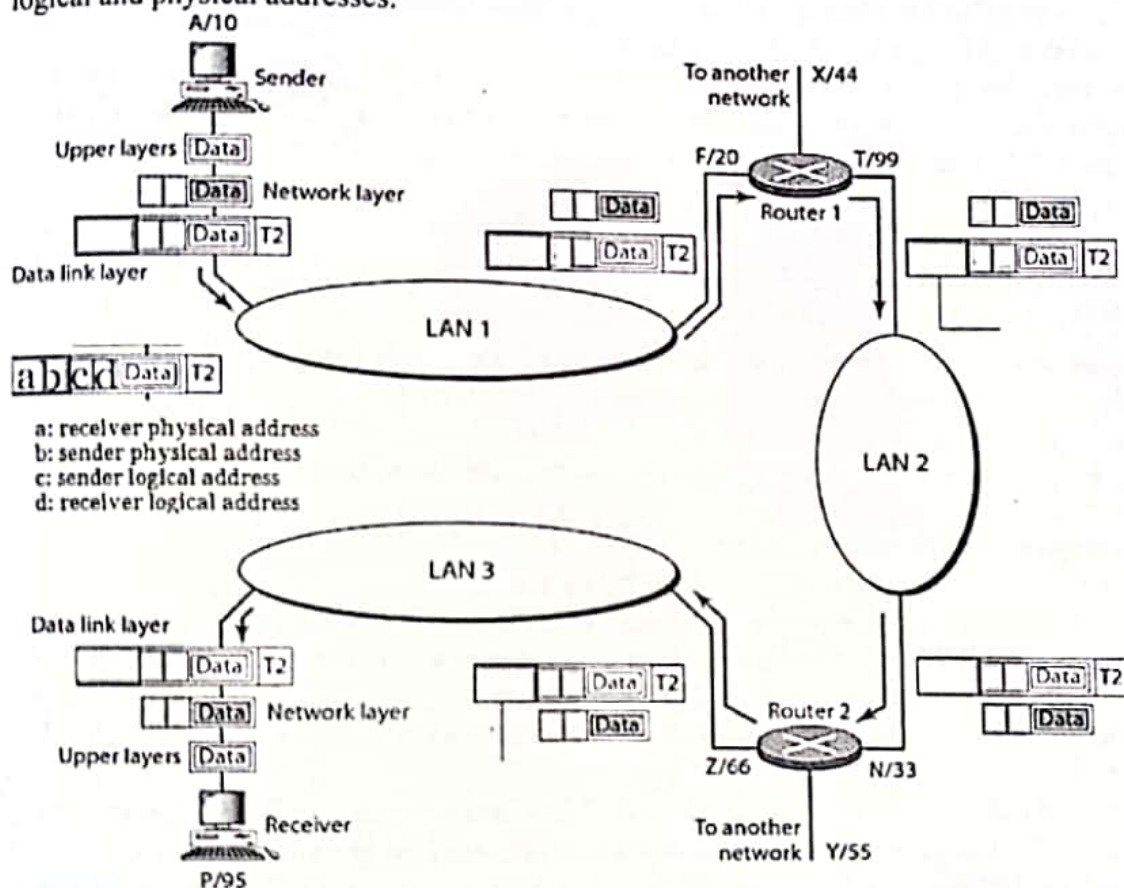 logical and physical addresses.
A/10
Sender
Upper layers Data
Data Network layer
Data T2
Data link layer
To another network X/44
F/20 T/99
Router 1
Data
Data T2
Data
Data T2
LAN 1
abcd Data T2
a: receiver physical address
b: sender physical address
c: sender logical address
d: receiver logical address
LAN 2
LAN 3
Data link layer
Data T2
Data Network layer
Upper layers Data
Receiver
P/95
Data T2
Data
Router 2
Z/66 N/33
To another network Y/55
Data T2
Data